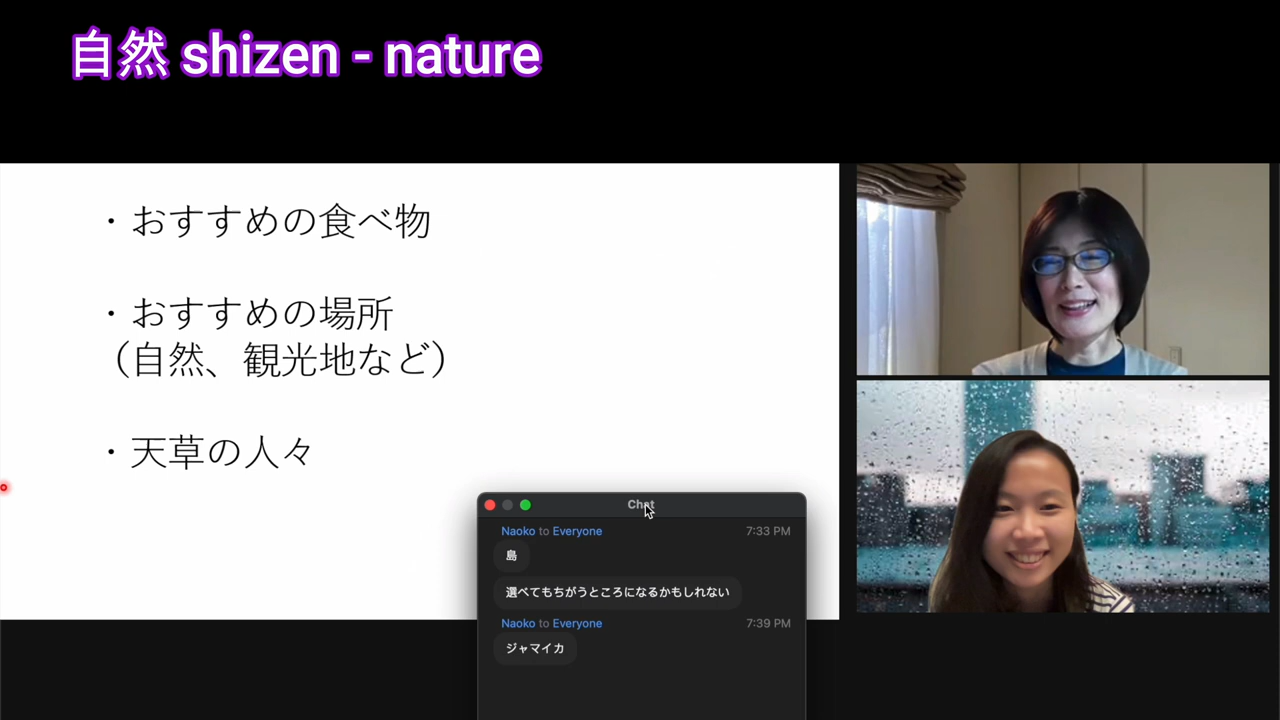 自然 shizen - nature
・おすすめの食べ物
・おすすめの場所
（自然、観光地など）
・天草の人々
Chat
Naoko to Everyone 7:33 PM
島
選べてもちがうところになるかもしれない
Naoko to Everyone 7:39 PM
ジャマイカ